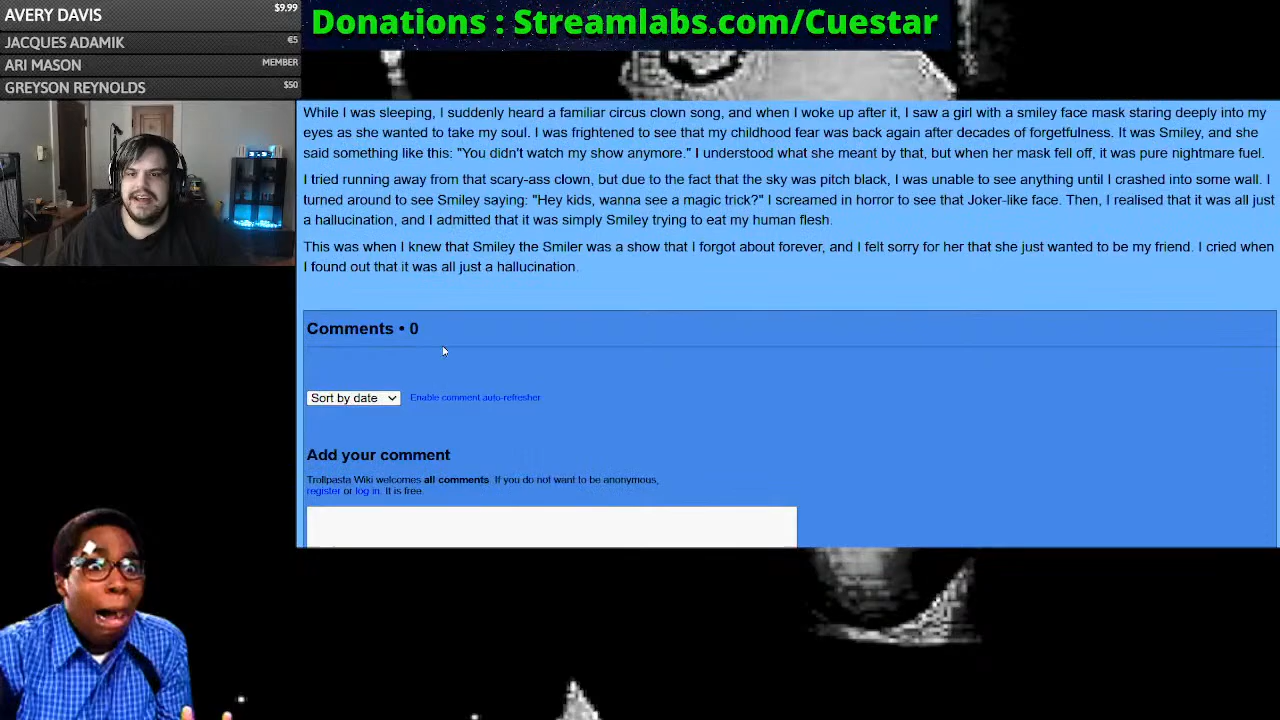 AVERY DAVIS $9.99
JACQUES ADAMIK €5
ARI MASON MEMBER
GREYSON REYNOLDS $50
Donations : Streamlabs.com/Cuestar
While I was sleeping, I suddenly heard a familiar circus clown song, and when I woke up after it, I saw a girl with a smiley face mask staring deeply into my
eyes as she wanted to take my soul. I was frightened to see that my childhood fear was back again after decades of forgetfulness. It was Smiley, and she
said something like this: "You didn't watch my show anymore." I understood what she meant by that, but when her mask fell off, it was pure nightmare fuel.
I tried running away from that scary-ass clown, but due to the fact that the sky was pitch black, I was unable to see anything until I crashed into some wall. I
turned around to see Smiley saying: "Hey kids, wanna see a magic trick?" I screamed in horror to see that Joker-like face. Then, I realised that it was all just
a hallucination, and I admitted that it was simply Smiley trying to eat my human flesh.
This was when I knew that Smiley the Smiler was a show that I forgot about forever, and I felt sorry for her that she just wanted to be my friend. I cried when
I found out that it was all just a hallucination.
Comments • 0
Sort by date Enable comment auto-refresher
Add your comment
Trollpasta Wiki welcomes all comments. If you do not want to be anonymous,
register or log in. It is free.